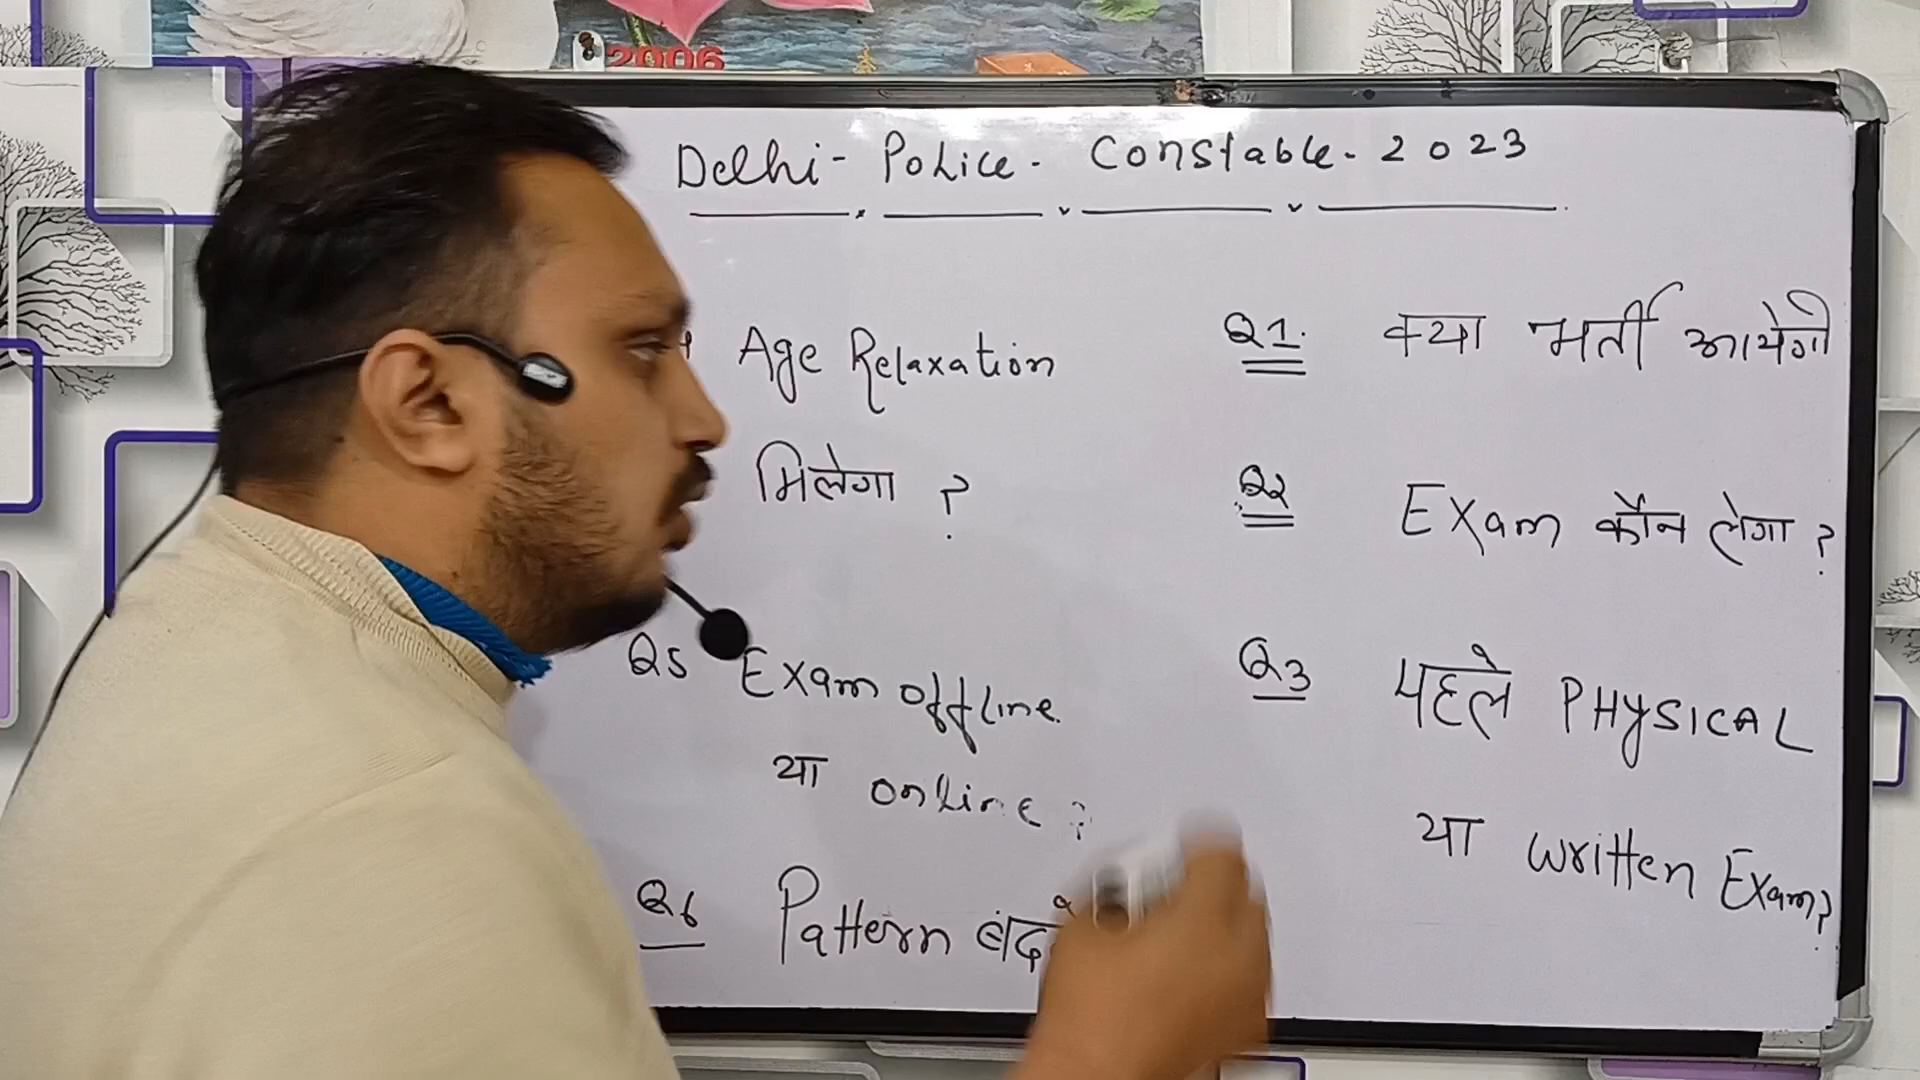 2006
Delhi - Police - Constable - 2023
Q1. क्या भर्ती आयेगी
Q2 Exam कौन लेगा ?
Q3 पहले PHYSICAL
या written Exam?
Age Relaxation
मिलेगा ?
Q5 Exam offline
या online ?
Q6 Pattern